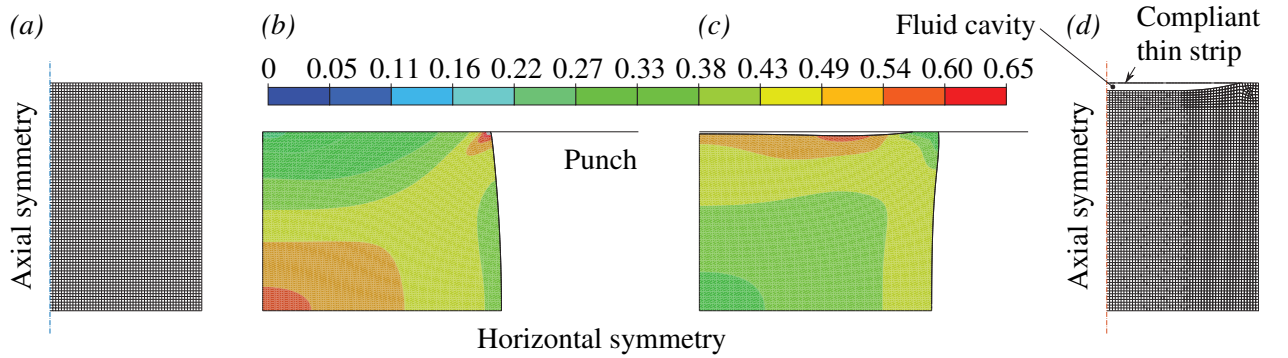 (a)
(b)
(c)
Fluid cavity
(d)
Compliant
thin strip
0 0.05 0.11 0.16 0.22 0.27 0.33 0.38 0.43 0.49 0.54 0.60 0.65
Axial symmetry
Punch
Axial symmetry
Horizontal symmetry